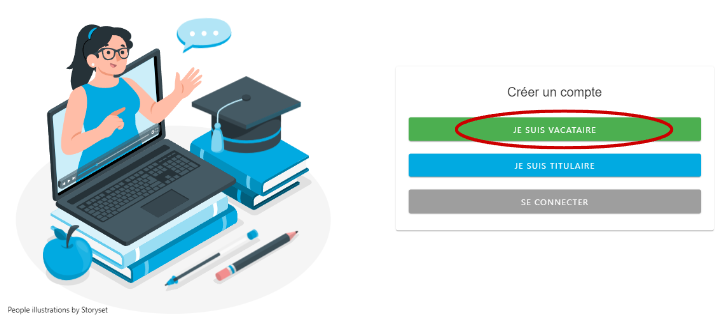 Créer un compte
JE SUIS VACATAIRE
JE SUIS TITULAIRE
SE CONNECTER
People illustrations by Storyset